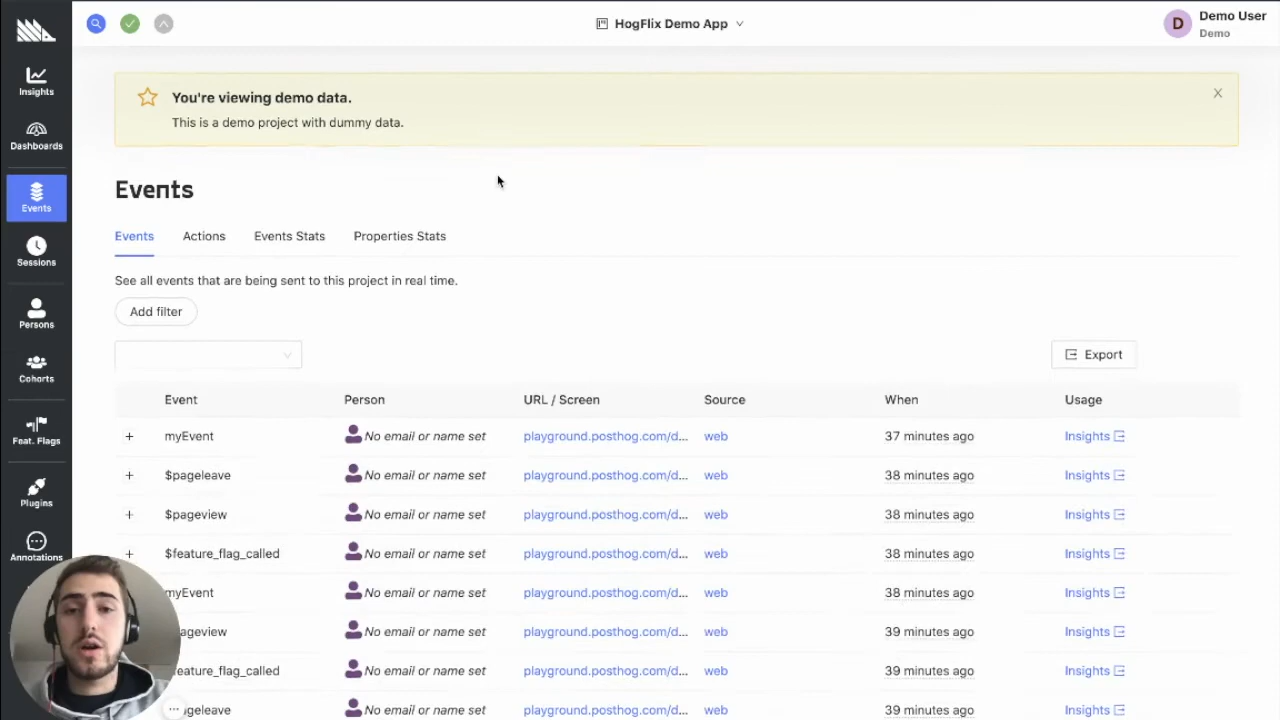 HogFlix Demo App
Demo User
Demo
Insights
Dashboards
Events
Sessions
Persons
Cohorts
Feat. Flags
Plugins
Annotations
You're viewing demo data.
This is a demo project with dummy data.
Events
Events Actions Events Stats Properties Stats
See all events that are being sent to this project in real time.
Add filter
Export
Event Person URL / Screen Source When Usage
+ myEvent No email or name set playground.posthog.com/d... web 37 minutes ago Insights
+ $pageleave No email or name set playground.posthog.com/d... web 38 minutes ago Insights
+ $pageview No email or name set playground.posthog.com/d... web 38 minutes ago Insights
+ $feature_flag_called No email or name set playground.posthog.com/d... web 38 minutes ago Insights
myEvent No email or name set playground.posthog.com/d... web 38 minutes ago Insights
ageview No email or name set playground.posthog.com/d... web 39 minutes ago Insights
feature_flag_called No email or name set playground.posthog.com/d... web 39 minutes ago Insights
ageleave No email or name set playground.posthog.com/d... web 39 minutes ago Insights
D
...